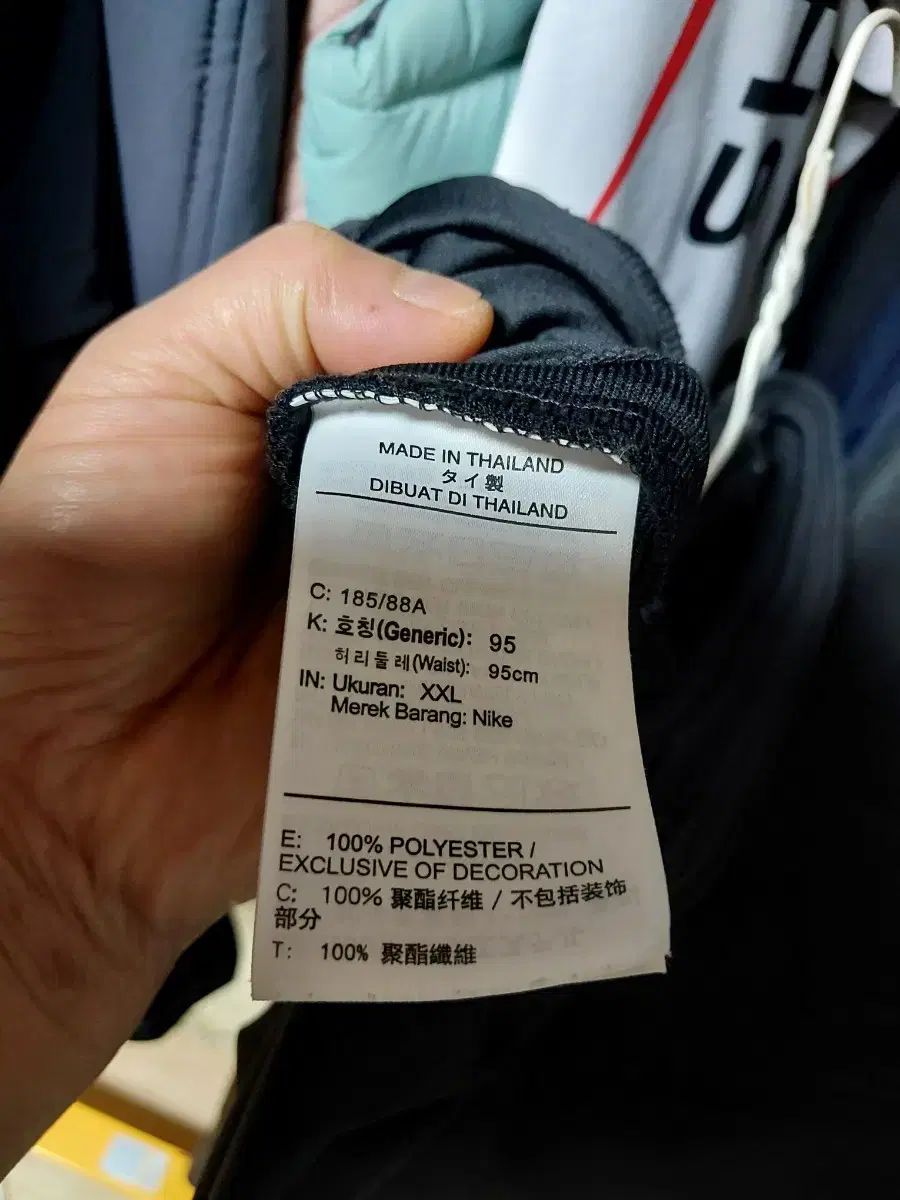 MADE IN THAILAND
タイ製
DIBUAT DI THAILAND
C: 185/88A
K: 호칭(Generic): 95
허리둘레(Waist): 95cm
IN: Ukuran: XXL
Merek Barang: Nike
E: 100% POLYESTER /
EXCLUSIVE OF DECORATION
C: 100% 聚酯纤维 / 不包括装饰
部分
T: 100% 聚酯纖維